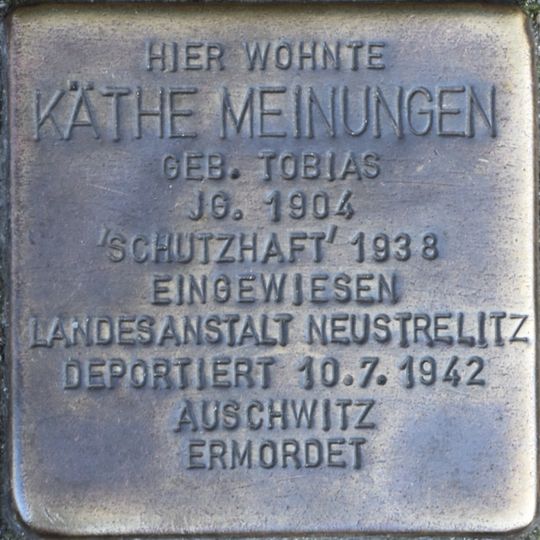 HIER WOHNTE
KÄTHE MEINUNGEN
GEB. TOBIAS
JG. 1904
'SCHUTZHAFT' 1938
EINGEWIESEN
LANDESANSTALT NEUSTRELITZ
DEPORTIERT 10.7. 1942
AUSCHWITZ
ERMORDET